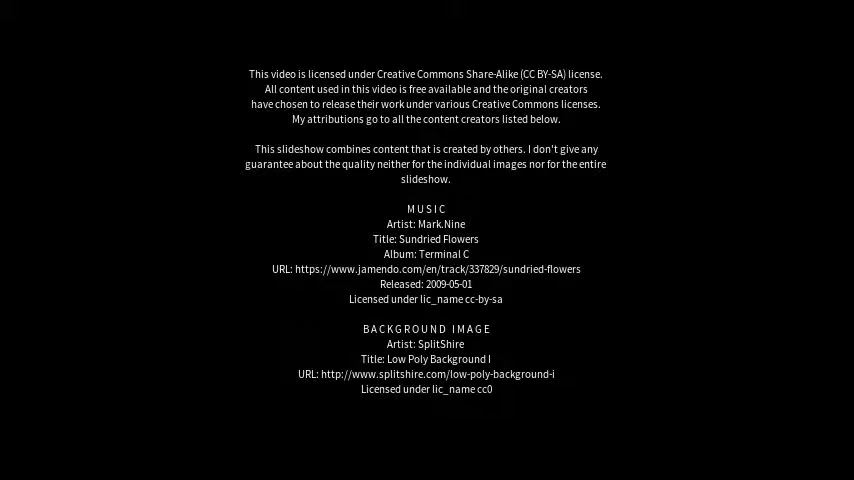 This video is licensed under Creative Commons Share-Alike (CC BY-SA) license.
All content used in this video is free available and the original creators
have chosen to release their work under various Creative Commons licenses.
My attributions go to all the content creators listed below.
This slideshow combines content that is created by others. I don't give any
guarantee about the quality neither for the individual images nor for the entire
slideshow.
MUSIC
Artist: Mark.Nine
Title: Sundried Flowers
Album: Terminal C
URL: https://www.jamendo.com/en/track/337829/sundried-flowers
Released: 2009-05-01
Licensed under lic_name cc-by-sa
BACKGROUND IMAGE
Artist: SplitShire
Title: Low Poly Background I
URL: http://www.splitshire.com/low-poly-background-i
Licensed under lic_name cc0